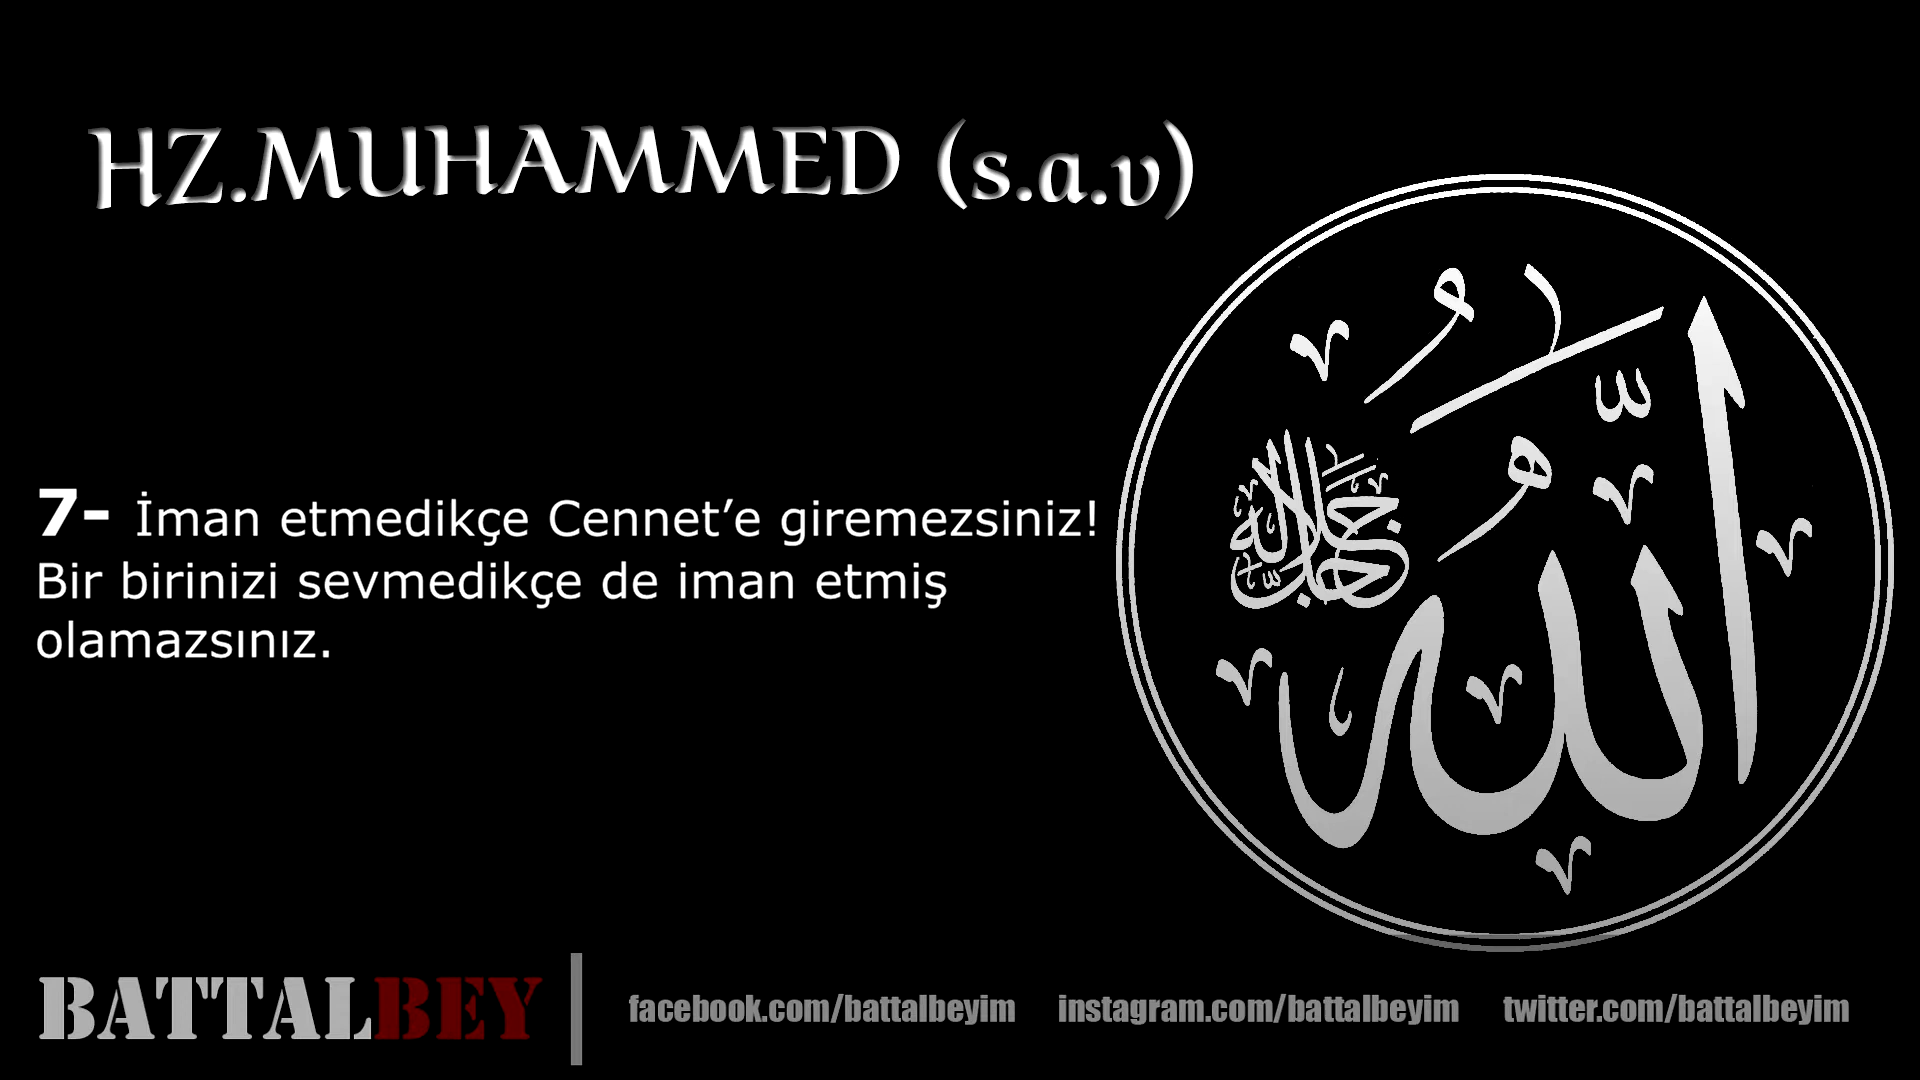 HZ.MUHAMMED (s.a.v)
7- İman etmedikçe Cennet’e giremezsiniz!
Bir birinizi sevmedikçe de iman etmiş
olamazsınız.
الله
جل جلاله
BATTALBEY
facebook.com/battalbeyim instagram.com/battalbeyim twitter.com/battalbeyim